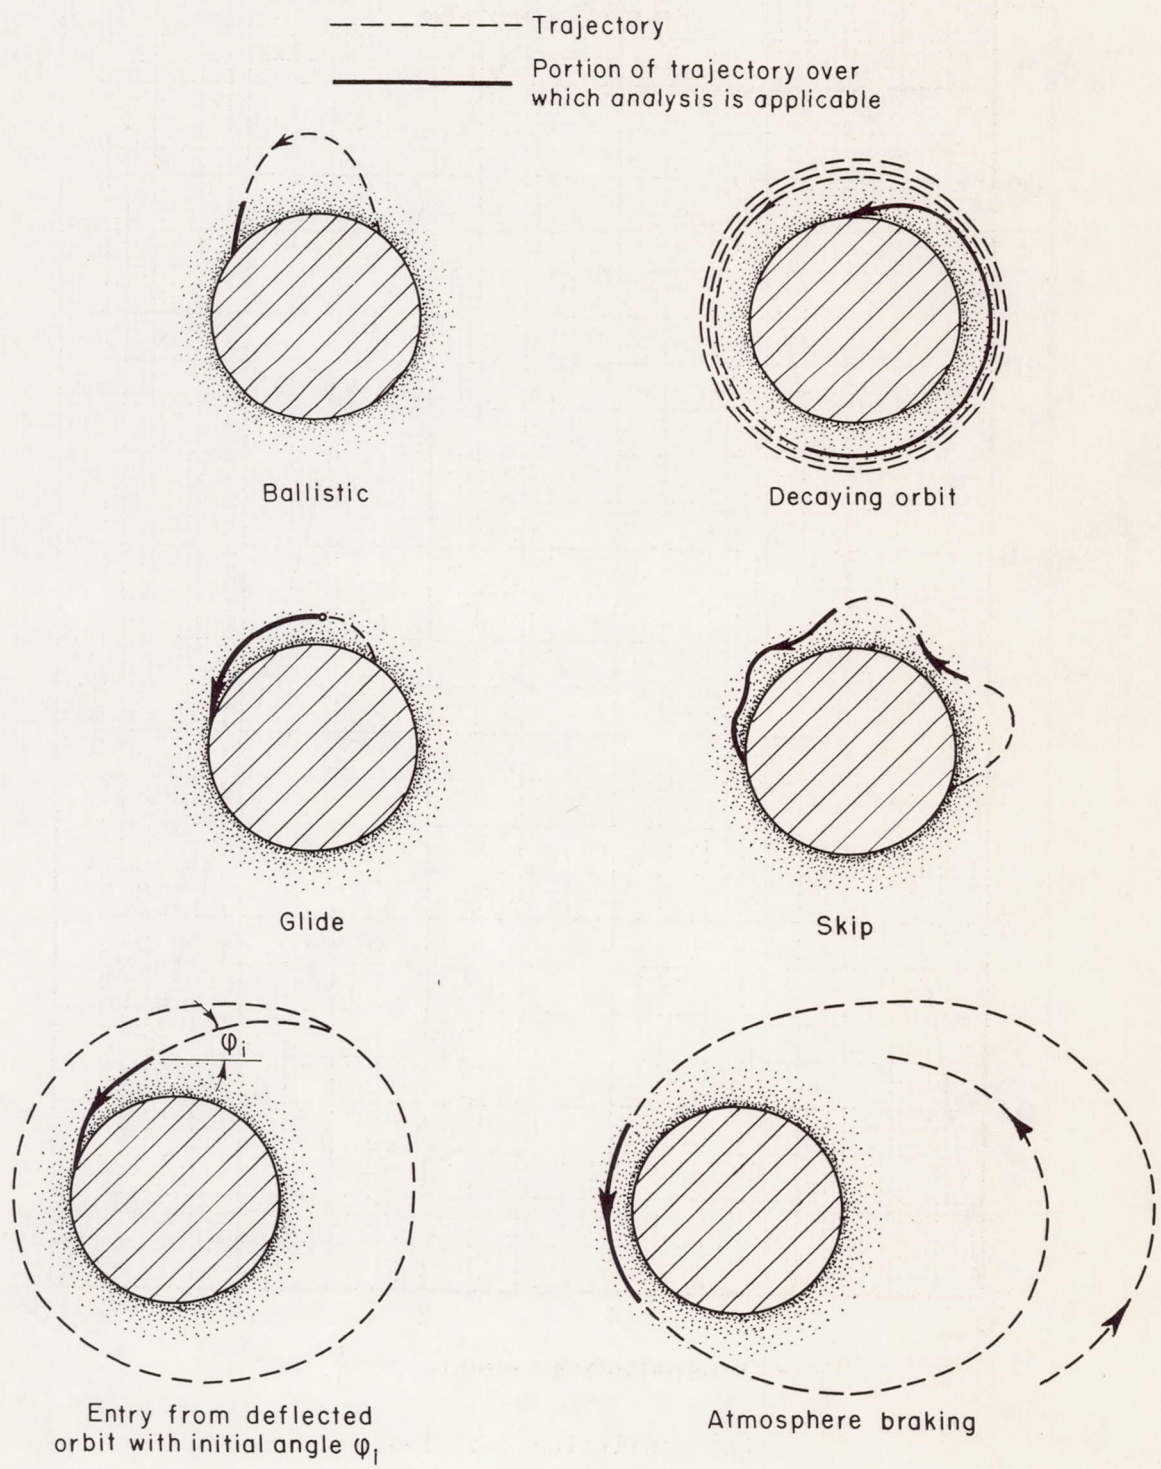 Trajectory
Portion of trajectory over
which analysis is applicable
Ballistic
Decaying orbit
Glide
Skip
φi
Entry from deflected
orbit with initial angle φi
Atmosphere braking